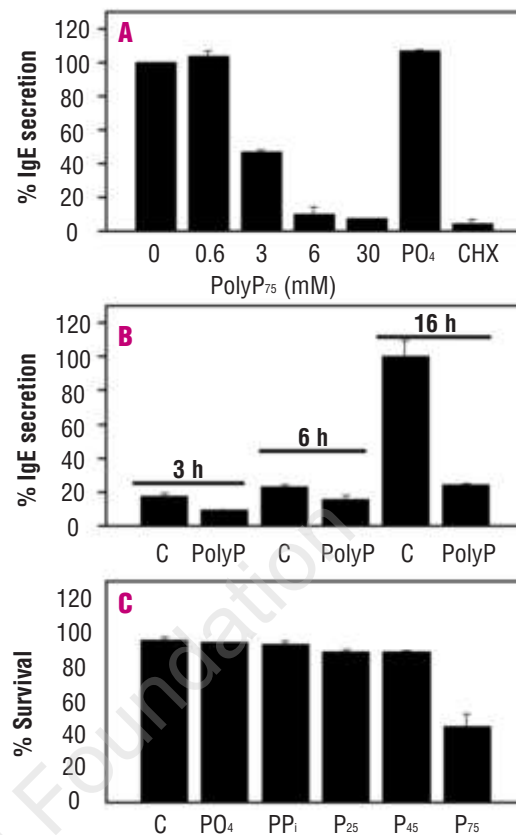 A
% IgE secretion
120
100
80
60
40
20
0
0 0.6 3 6 30 PO₄ CHX
PolyP₇₅ (mM)
B
% IgE secretion
120
100
80
60
40
20
0
3 h
6 h
16 h
C PolyP C PolyP C PolyP
C
% Survival
120
100
80
60
40
20
0
C PO₄ PPᵢ P₂₅ P₄₅ P₇₅
Foundation